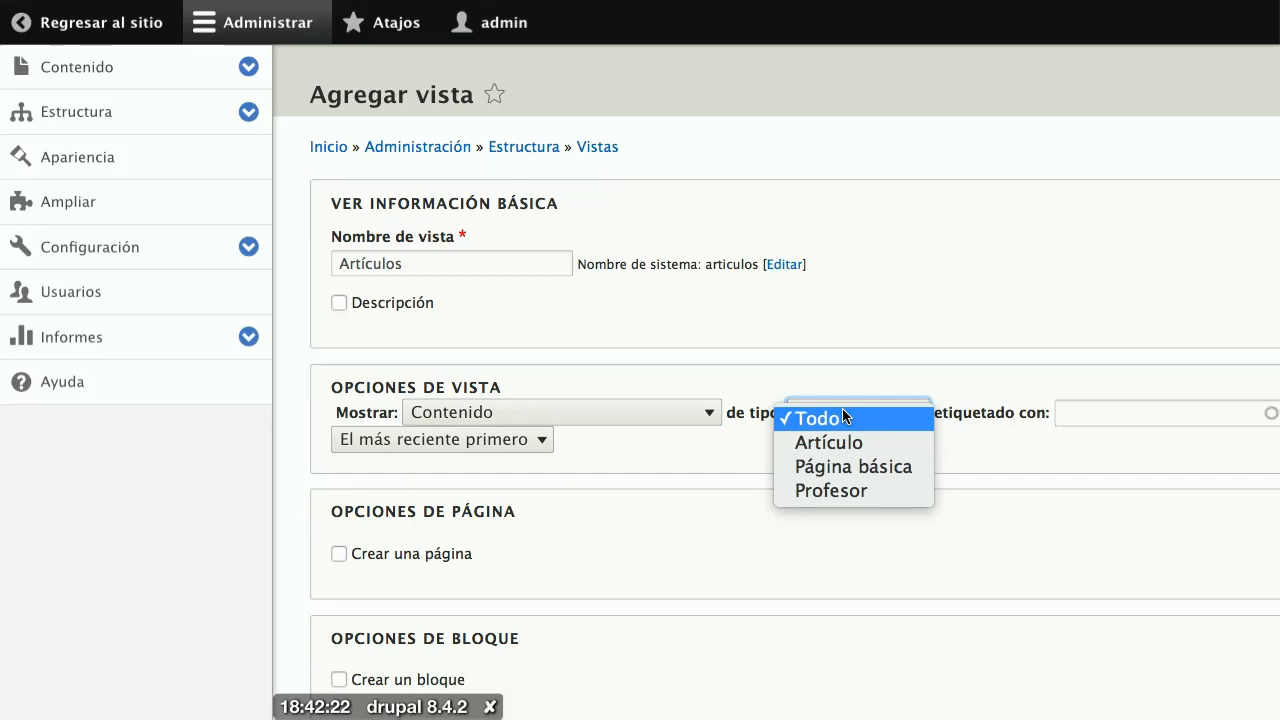 Regresar al sitio Administrar Atajos admin
Contenido
Estructura
Apariencia
Ampliar
Configuración
Usuarios
Informes
Ayuda
Agregar vista
Inicio » Administración » Estructura » Vistas
VER INFORMACIÓN BÁSICA
Nombre de vista *
Artículos Nombre de sistema: articulos [Editar]
Descripción
OPCIONES DE VISTA
Mostrar: Contenido de tipo etiquetado con:
✓Todo
El más reciente primero
Artículo
Página básica
Profesor
OPCIONES DE PÁGINA
Crear una página
OPCIONES DE BLOQUE
Crear un bloque
18:42:22 drupal 8.4.2 ✘